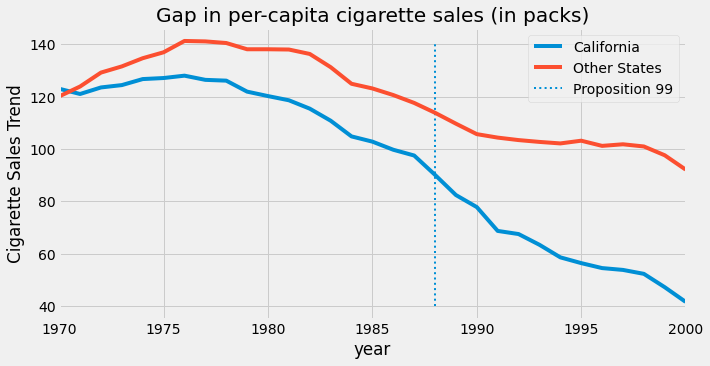 Gap in per-capita cigarette sales (in packs)
California
Other States
Proposition 99
Cigarette Sales Trend
140
120
100
80
60
40
1970 1975 1980 1985 1990 1995 2000
year